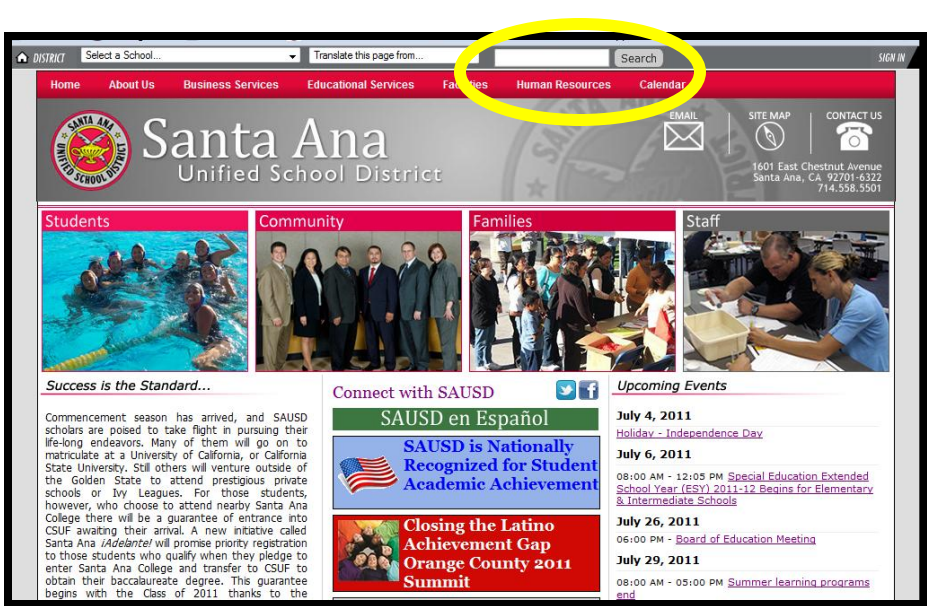 DISTRICT
Select a School...
Translate this page from...
Search
SIGN IN
Home About Us Business Services Educational Services Facilities Human Resources Calendar
SANTA ANA
UNIFIED SCHOOL DISTRICT
Santa Ana
Unified School District
EMAIL
SITE MAP
CONTACT US
1601 East Chestnut Avenue
Santa Ana, CA 92701-6322
714.558.5501
Students
Community
Families
Staff
Success is the Standard...
Commencement season has arrived, and SAUSD
scholars are poised to take flight in pursuing their
life-long endeavors. Many of them will go on to
matriculate at a University of California, or California
State University. Still others will venture outside of
the Golden State to attend prestigious private
schools or Ivy Leagues. For those students,
however, who choose to attend nearby Santa Ana
College there will be a guarantee of entrance into
CSUF awaiting their arrival. A new initiative called
Santa Ana ¡Adelante! will promise priority registration
to those students who qualify when they pledge to
enter Santa Ana College and transfer to CSUF to
obtain their baccalaureate degree. This guarantee
begins with the Class of 2011 thanks to the
Connect with SAUSD
SAUSD en Español
SAUSD is Nationally
Recognized for Student
Academic Achievement
Closing the Latino
Achievement Gap
Orange County 2011
Summit
Upcoming Events
July 4, 2011
Holiday - Independence Day
July 6, 2011
08:00 AM - 12:05 PM Special Education Extended
School Year (ESY) 2011-12 Begins for Elementary
& Intermediate Schools
July 26, 2011
06:00 PM - Board of Education Meeting
July 29, 2011
08:00 AM - 05:00 PM Summer learning programs
end